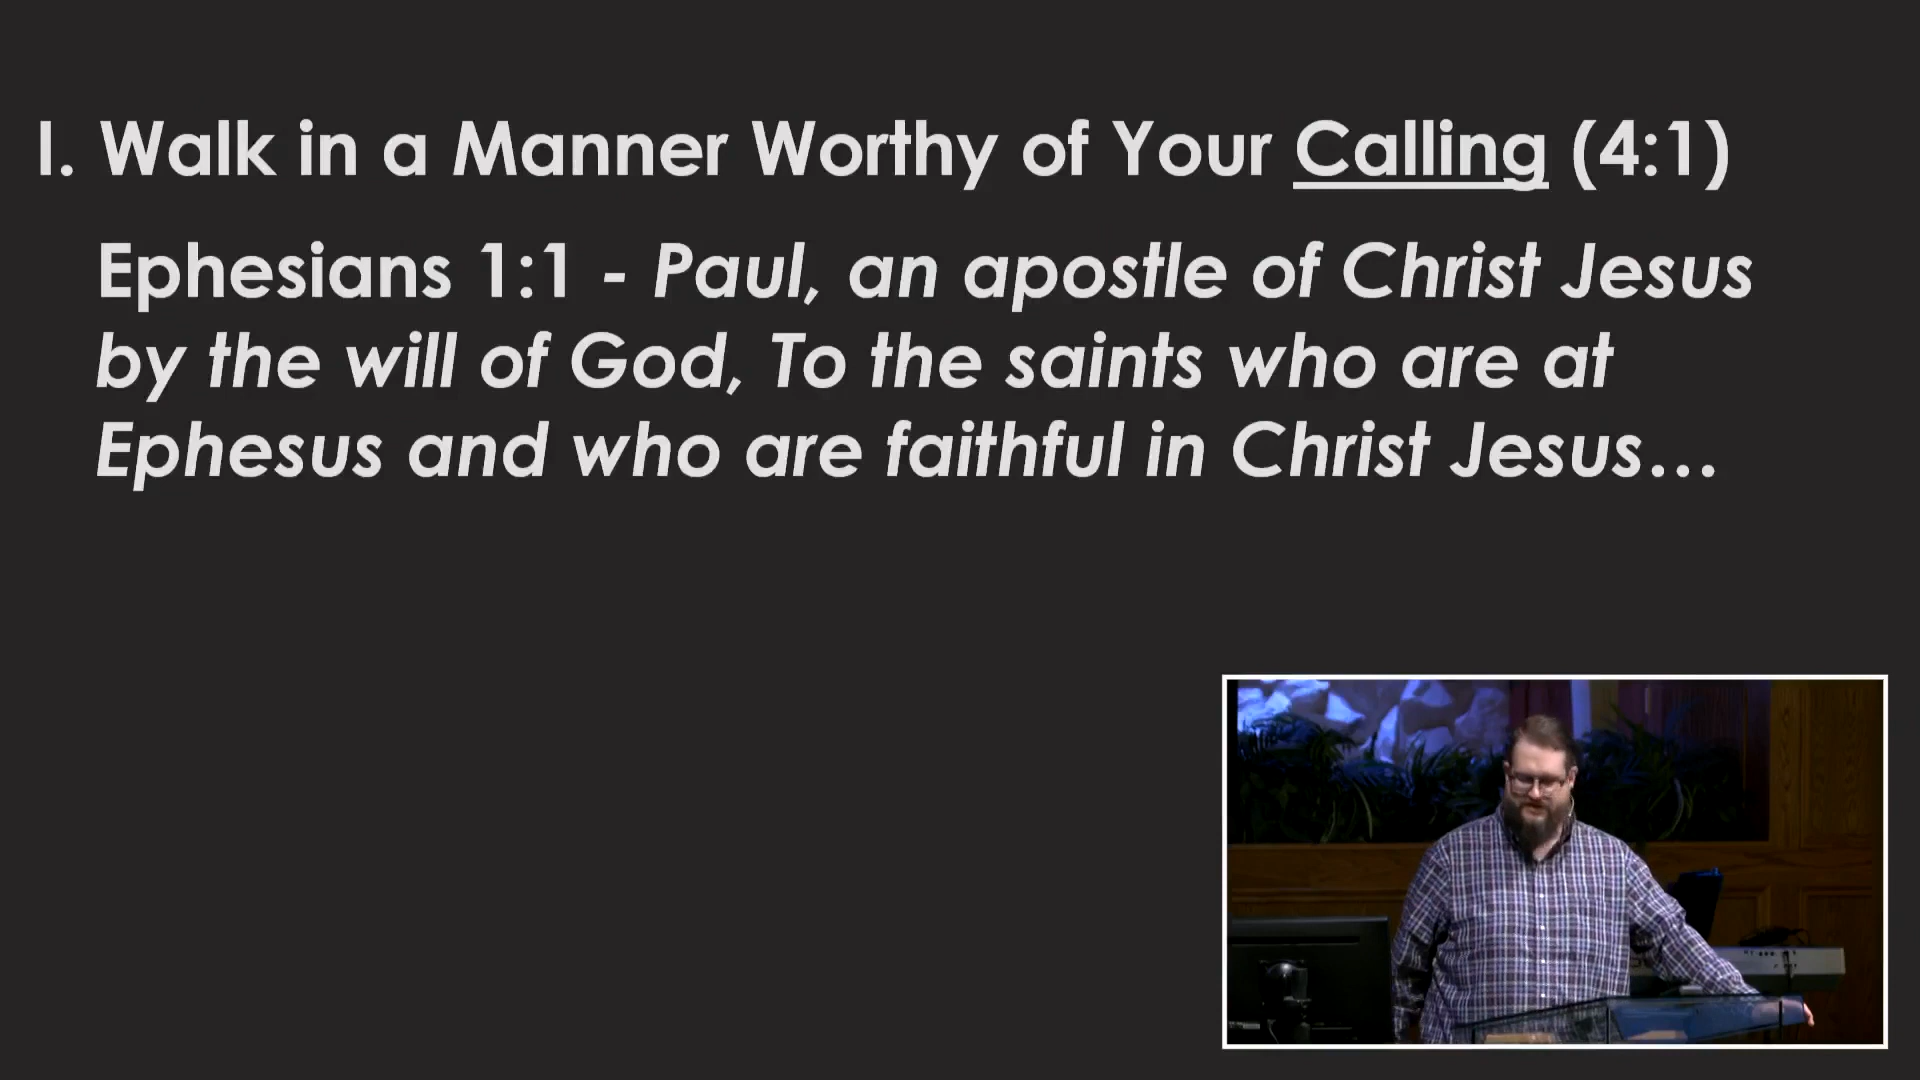 I. Walk in a Manner Worthy of Your Calling (4:1)
Ephesians 1:1 - Paul, an apostle of Christ Jesus
by the will of God, To the saints who are at
Ephesus and who are faithful in Christ Jesus…